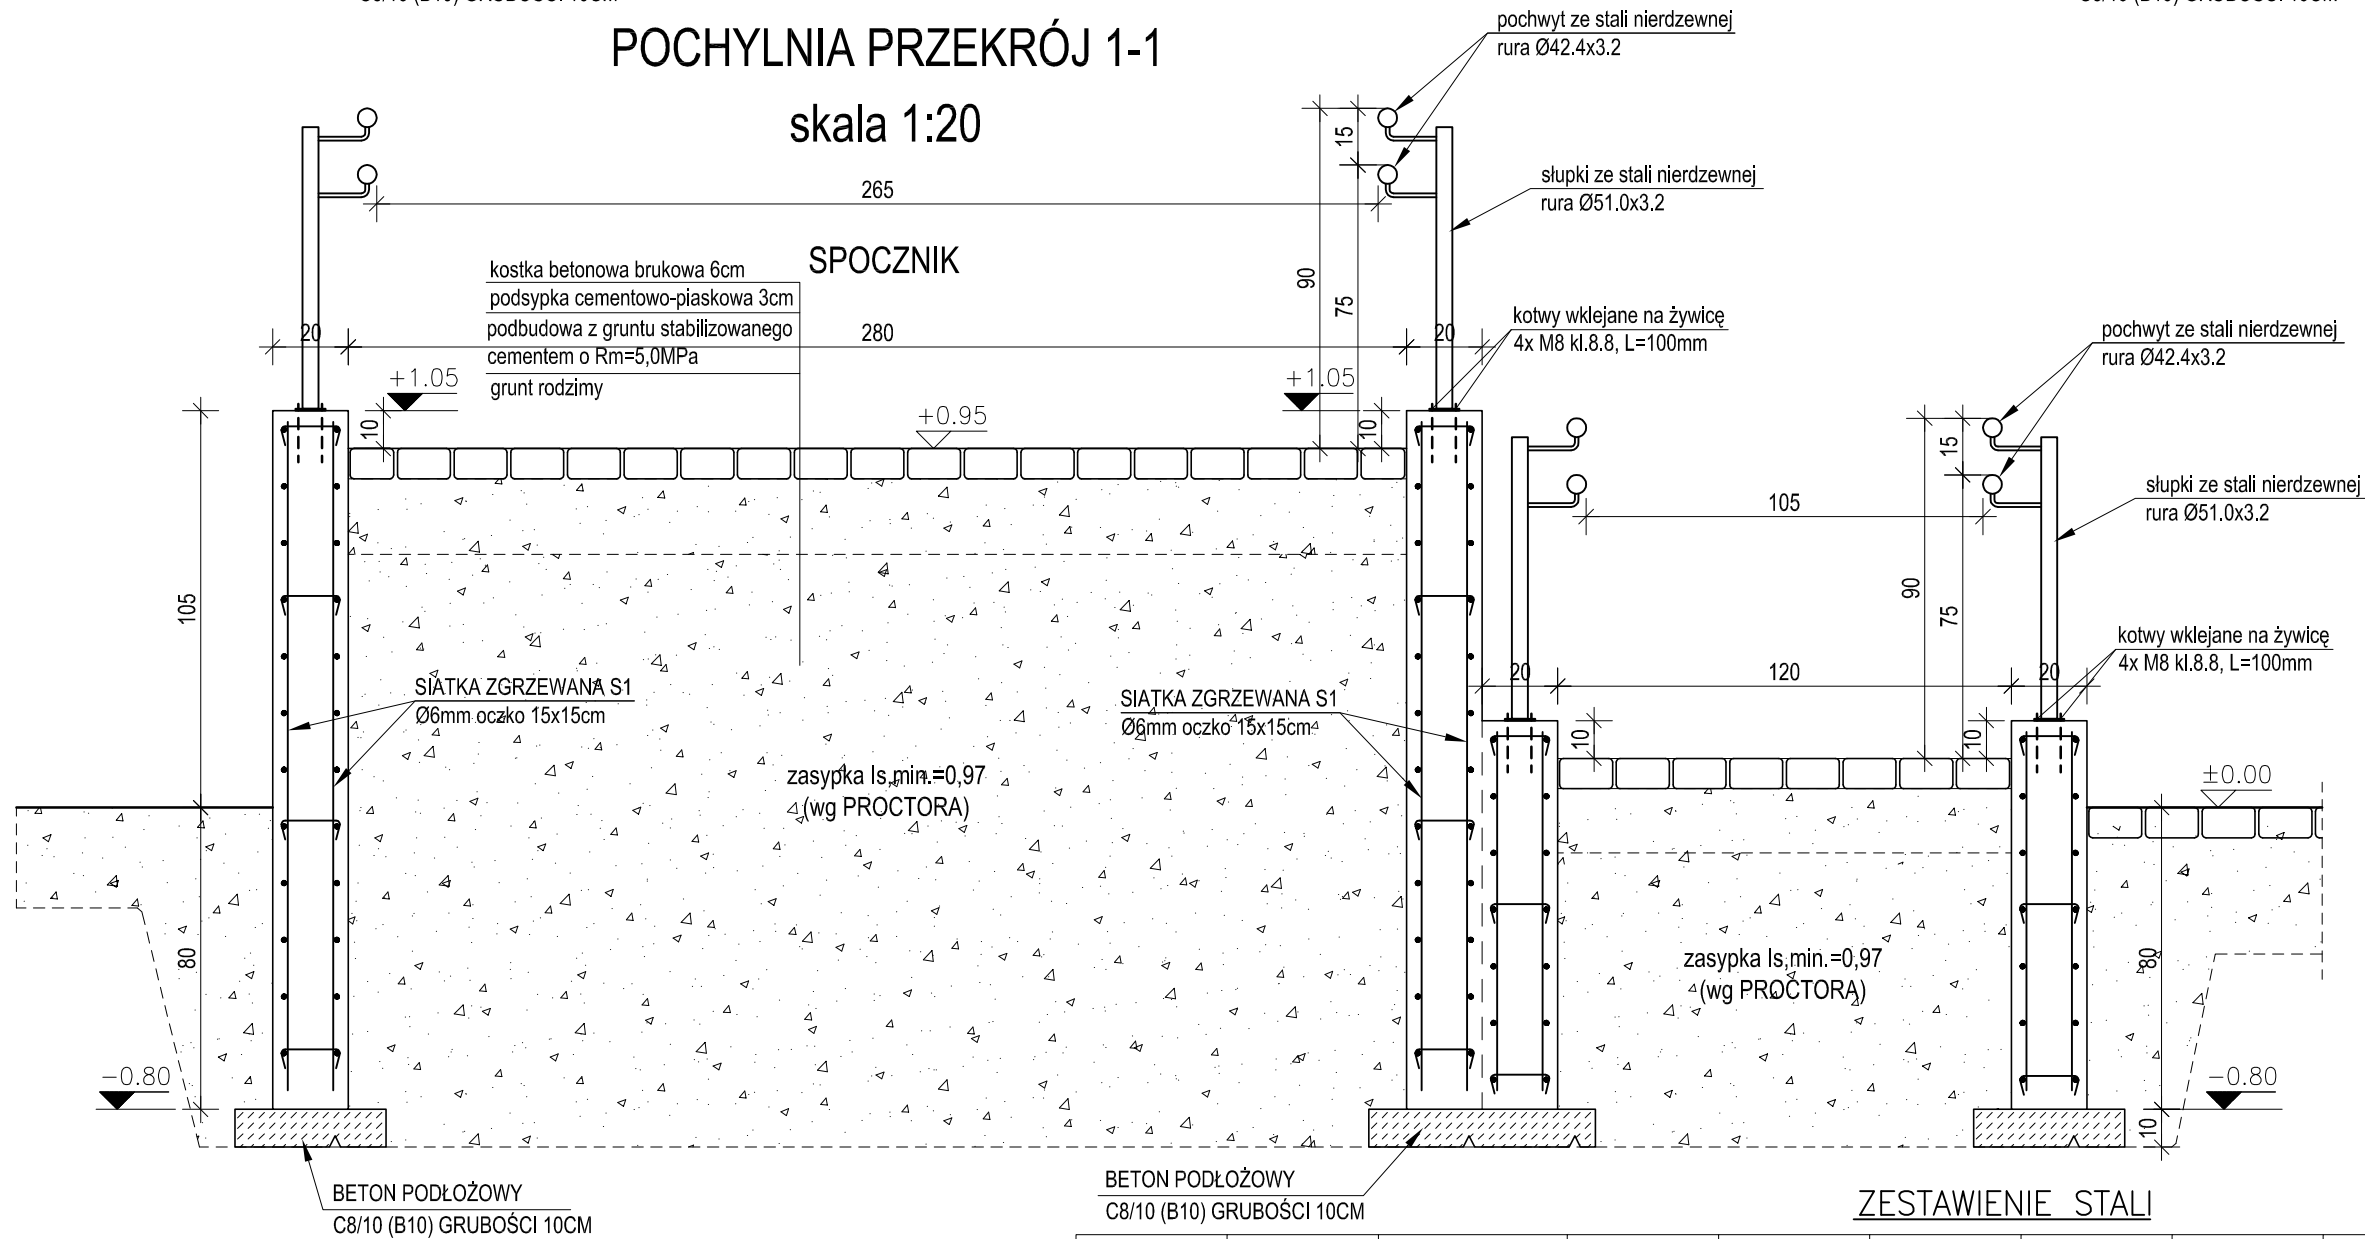 POCHYLNIA PRZEKRÓJ 1-1
skala 1:20
pochwyt ze stali nierdzewnej
rura Ø42.4x3.2
15
90
75
265
słupki ze stali nierdzewnej
rura Ø51.0x3.2
SPOCZNIK
kostka betonowa brukowa 6cm
podsypka cementowo-piaskowa 3cm
podbudowa z gruntu stabilizowanego
cementem o Rm=5,0MPa
grunt rodzimy
20
280
20
kotwy wklejane na żywicę
4x M8 kl.8.8, L=100mm
+1.05
+1.05
10
+0.95
10
pochwyt ze stali nierdzewnej
rura Ø42.4x3.2
15
90
75
105
słupki ze stali nierdzewnej
rura Ø51.0x3.2
105
kotwy wklejane na żywicę
4x M8 kl.8.8, L=100mm
20
120
20
SIATKA ZGRZEWANA S1
Ø6mm oczko 15x15cm
SIATKA ZGRZEWANA S1
Ø6mm oczko 15x15cm
10
10
zasypka Is,min.=0,97
(wg PROCTORA)
±0.00
80
zasypka Is,min.=0,97
(wg PROCTORA)
80
-0.80
-0.80
10
BETON PODŁOŻOWY
C8/10 (B10) GRUBOŚCI 10CM
BETON PODŁOŻOWY
C8/10 (B10) GRUBOŚCI 10CM
ZESTAWIENIE STALI